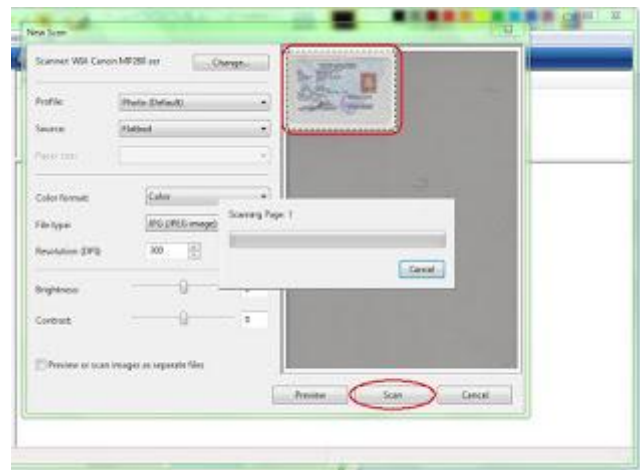 New Scan
Scanner: WIA Canon MP280 ser
Change...
Profile: Photo (Default)
Source: Flatbed
Paper size:
Color format: Color
File type: JPG (JPEG image)
Resolution (DPI): 300
Brightness: 0
Contrast: 0
Preview or scan images as separate files
Scanning Page: 1
Cancel
Preview
Scan
Cancel